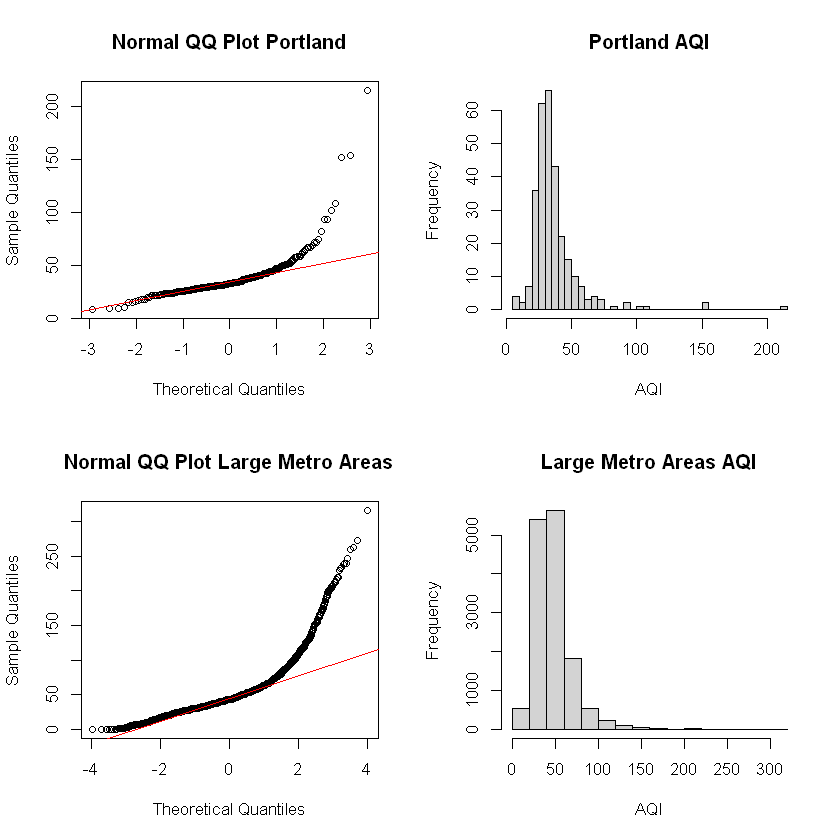 Normal QQ Plot Portland
Sample Quantiles
0 50 100 150 200
-3 -2 -1 0 1 2 3
Theoretical Quantiles
Portland AQI
Frequency
0 10 20 30 40 50 60
0 50 100 150 200
AQI
Normal QQ Plot Large Metro Areas
Sample Quantiles
0 50 150 250
-4 -2 0 2 4
Theoretical Quantiles
Large Metro Areas AQI
Frequency
0 1000 3000 5000
0 50 100 150 200 250 300
AQI